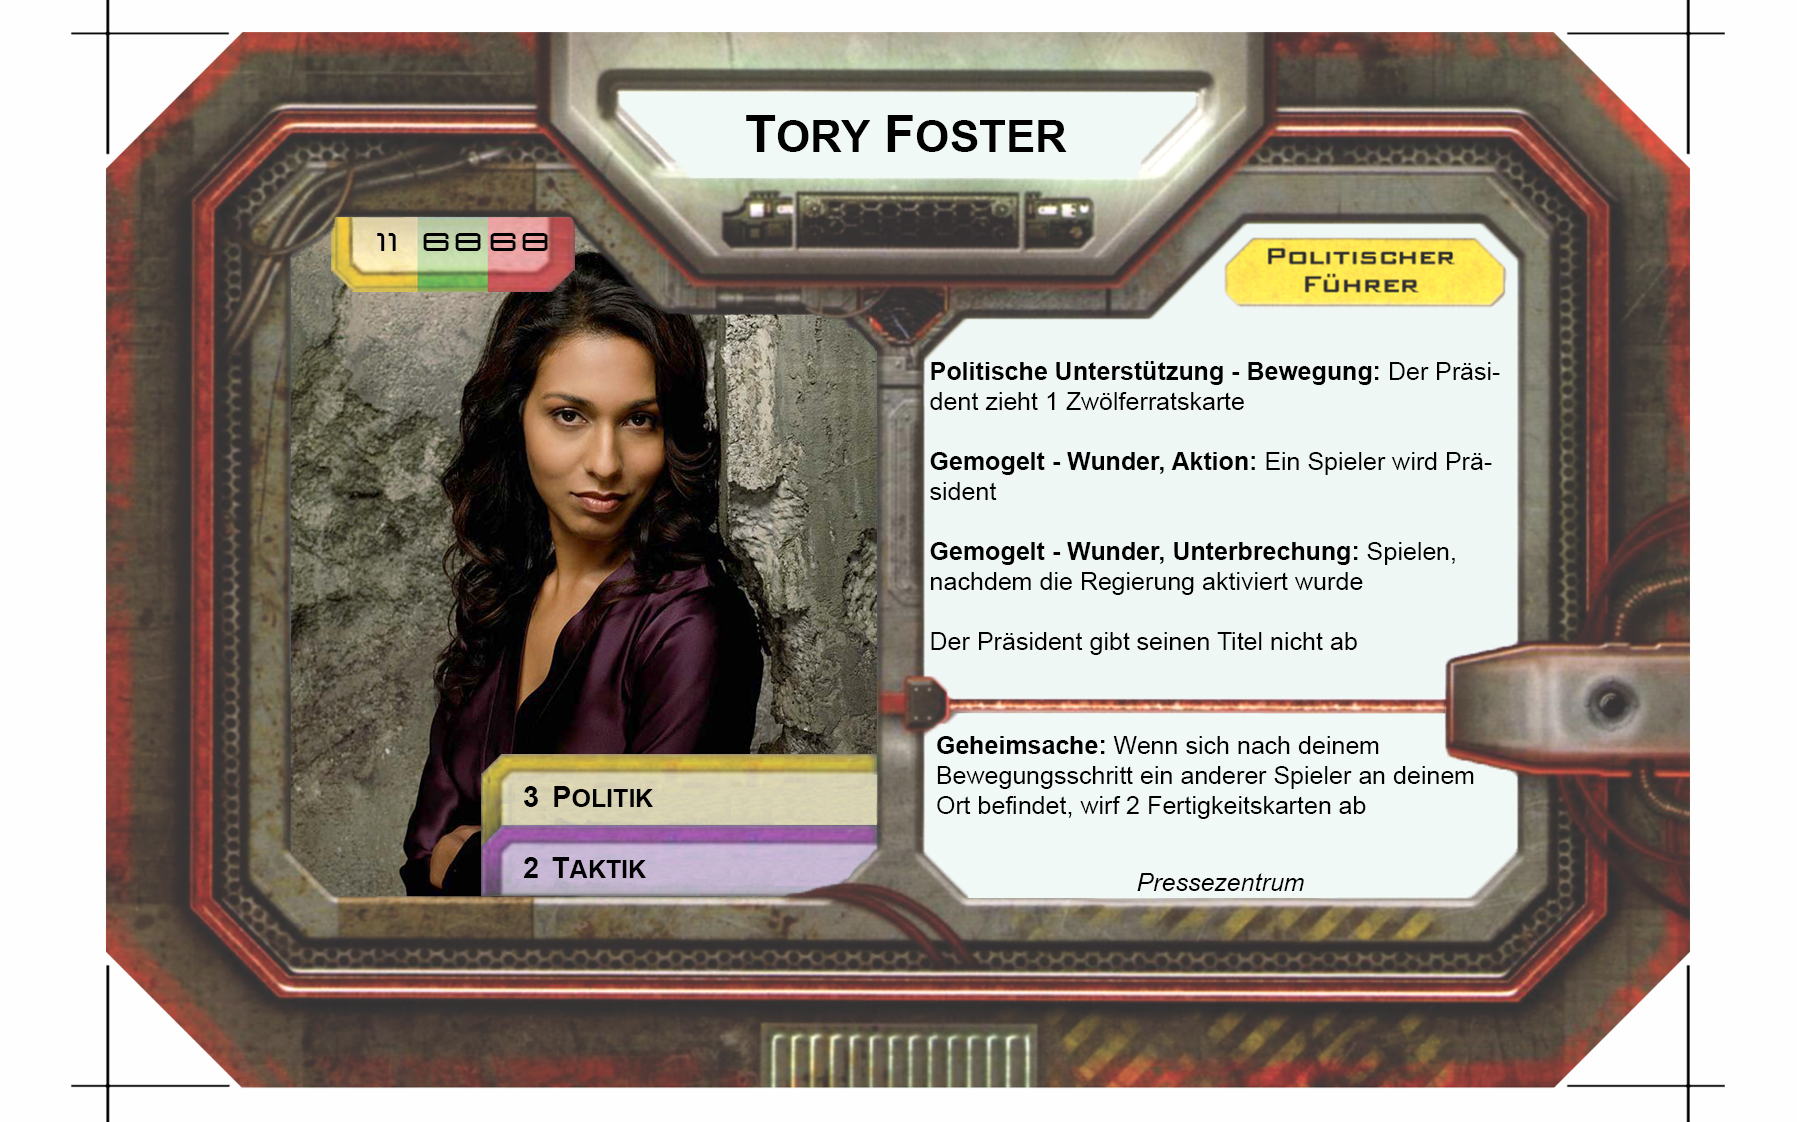 TORY FOSTER
11 68 68
POLITISCHER
FÜHRER
Politische Unterstützung - Bewegung: Der Präsi-
dent zieht 1 Zwölferratskarte
Gemogelt - Wunder, Aktion: Ein Spieler wird Prä-
sident
Gemogelt - Wunder, Unterbrechung: Spielen,
nachdem die Regierung aktiviert wurde
Der Präsident gibt seinen Titel nicht ab
Geheimsache: Wenn sich nach deinem
Bewegungsschritt ein anderer Spieler an deinem
Ort befindet, wirf 2 Fertigkeitskarten ab
Pressezentrum
3 POLITIK
2 TAKTIK